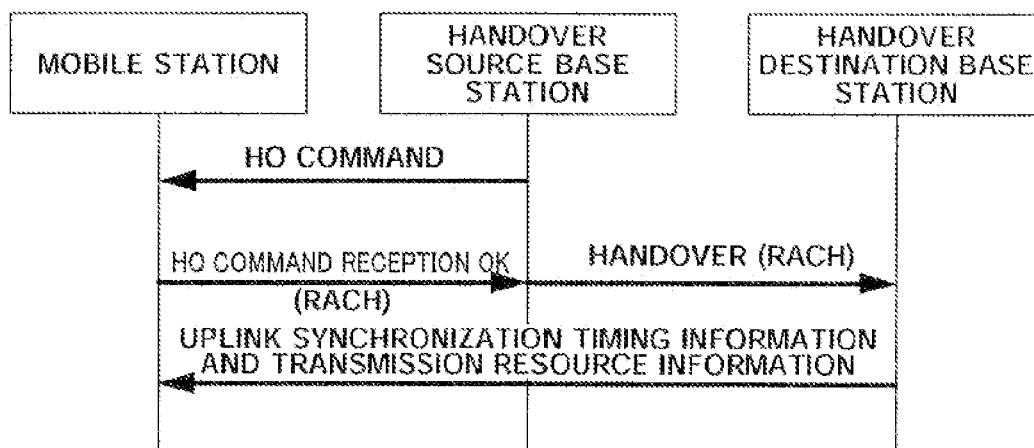 MOBILE STATION
HANDOVER
SOURCE BASE
STATION
HANDOVER
DESTINATION BASE
STATION
HO COMMAND
HO COMMAND RECEPTION OK
(RACH)
HANDOVER (RACH)
UPLINK SYNCHRONIZATION TIMING INFORMATION
AND TRANSMISSION RESOURCE INFORMATION